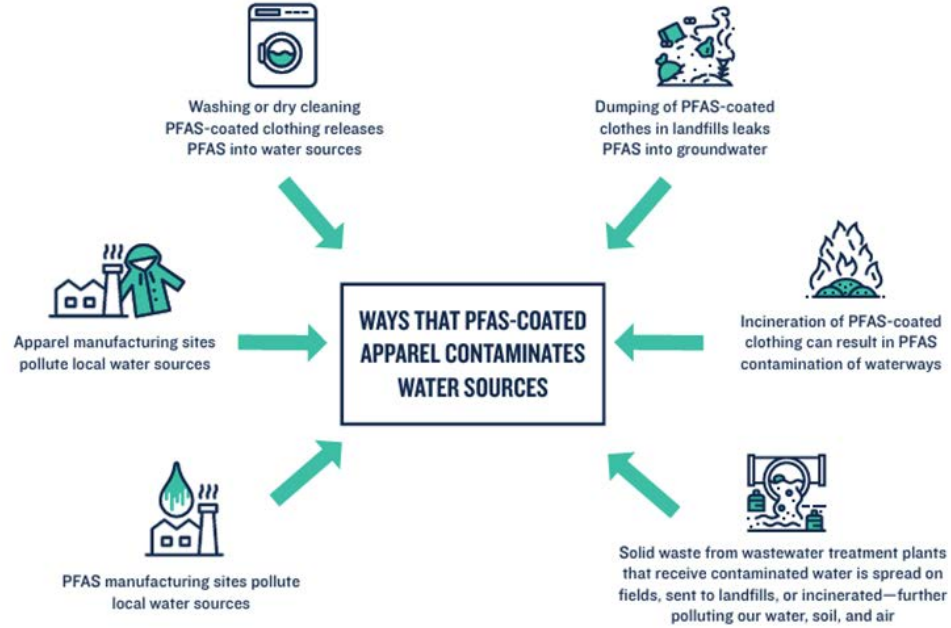 Washing or dry cleaning
PFAS-coated clothing releases
PFAS into water sources
Dumping of PFAS-coated
clothes in landfills leaks
PFAS into groundwater
Apparel manufacturing sites
pollute local water sources
WAYS THAT PFAS-COATED
APPAREL CONTAMINATES
WATER SOURCES
Incineration of PFAS-coated
clothing can result in PFAS
contamination of waterways
PFAS manufacturing sites pollute
local water sources
Solid waste from wastewater treatment plants
that receive contaminated water is spread on
fields, sent to landfills, or incinerated—further
polluting our water, soil, and air